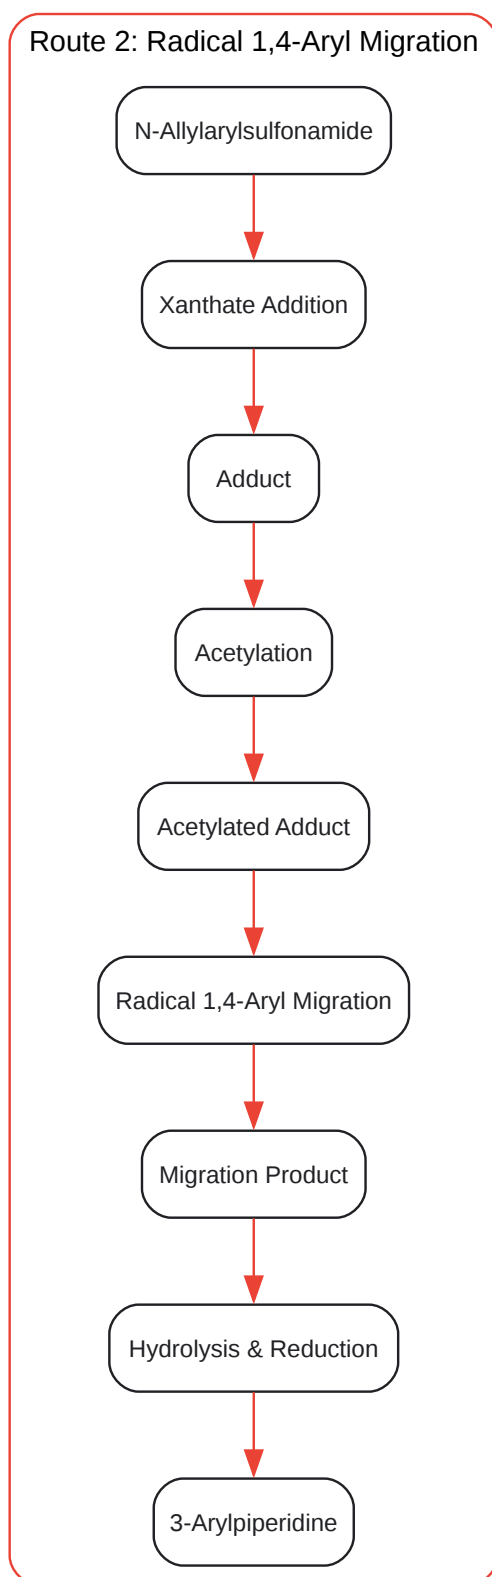 Route 2: Radical 1,4-Aryl Migration
N-Allylarylsulfonamide
Xanthate Addition
Adduct
Acetylation
Acetylated Adduct
Radical 1,4-Aryl Migration
Migration Product
Hydrolysis & Reduction
3-Arylpiperidine